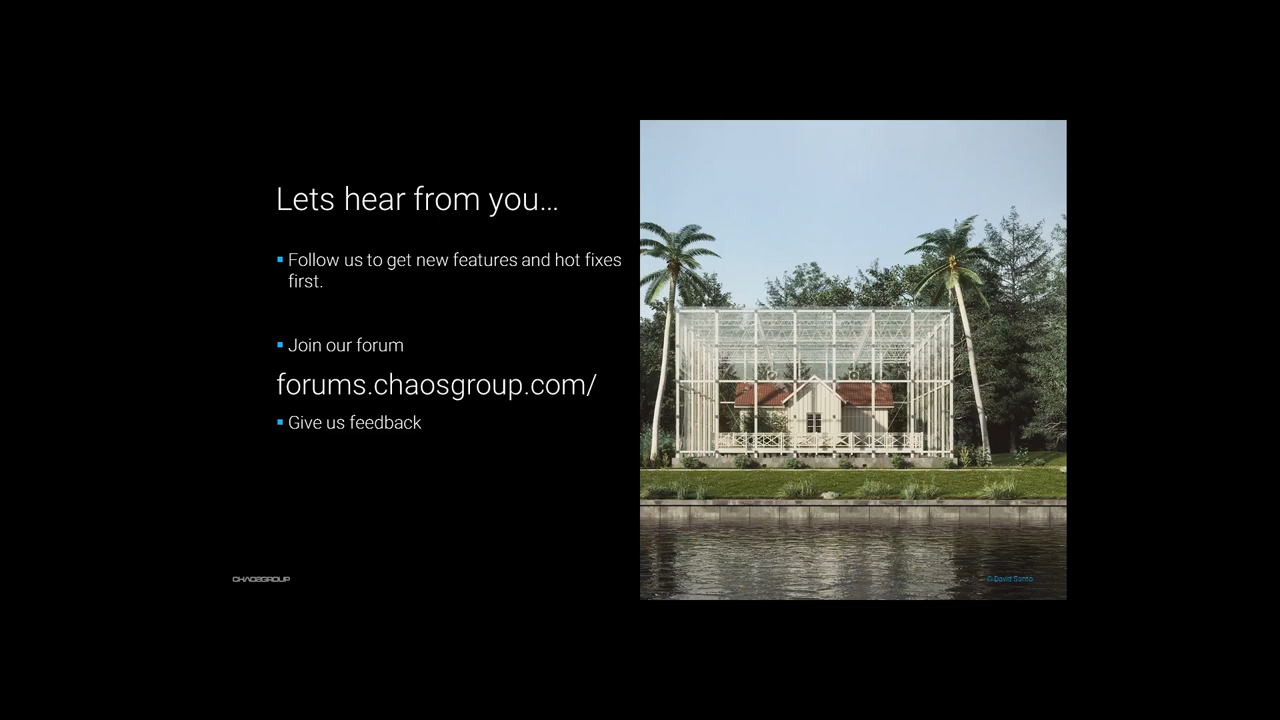 Lets hear from you...
Follow us to get new features and hot fixes
first.
Join our forum
forums.chaosgroup.com/
Give us feedback
CHAOSGROUP
© David Santo